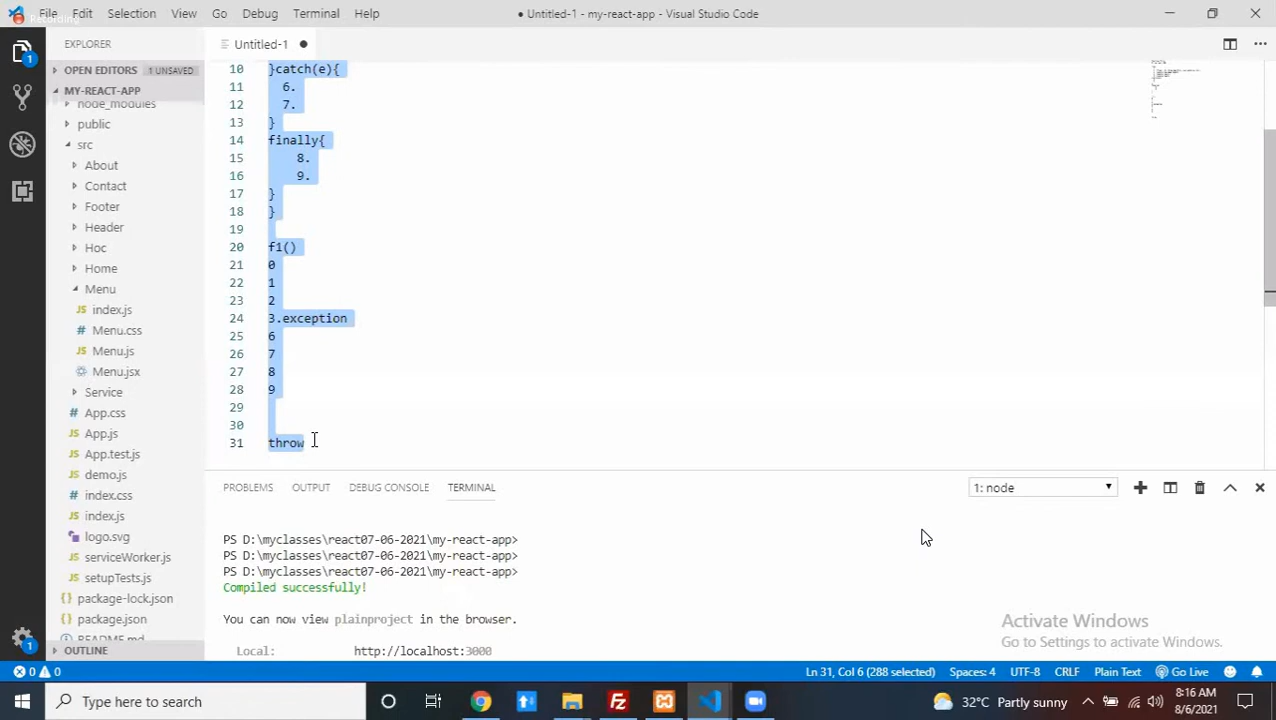 Recording
File Edit Selection View Go Debug Terminal Help
● Untitled-1 - my-react-app - Visual Studio Code
EXPLORER
Untitled-1
OPEN EDITORS 1 UNSAVED
MY-REACT-APP
node_modules
public
src
About
Contact
Footer
Header
Hoc
Home
Menu
JS index.js
Menu.css
JS Menu.js
Menu.jsx
Service
App.css
JS App.js
JS App.test.js
JS demo.js
index.css
JS index.js
logo.svg
JS serviceWorker.js
JS setupTests.js
{} package-lock.json
{} package.json
README.md
OUTLINE
10 }catch(e){
11 6.
12 7.
13 }
14 finally{
15 8.
16 9.
17 }
18 }
19
20 f1()
21 0
22 1
23 2
24 3.exception
25 6
26 7
27 8
28 9
29
30
31 throw
PROBLEMS OUTPUT DEBUG CONSOLE TERMINAL
1: node
PS D:\myclasses\react07-06-2021\my-react-app>
PS D:\myclasses\react07-06-2021\my-react-app>
PS D:\myclasses\react07-06-2021\my-react-app>
Compiled successfully!
You can now view plainproject in the browser.
Local: http://localhost:3000
Activate Windows
Go to Settings to activate Windows.
0 0
Ln 31, Col 6 (288 selected) Spaces: 4 UTF-8 CRLF Plain Text Go Live
Type here to search
32°C Partly sunny
8:16 AM
8/6/2021